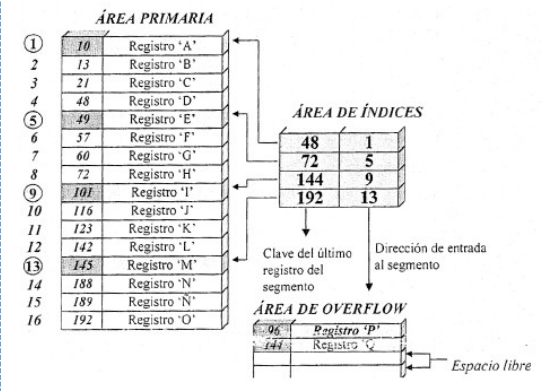 ÁREA PRIMARIA
1 10 Registro 'A'
2 13 Registro 'B'
3 21 Registro 'C'
4 48 Registro 'D'
5 49 Registro 'E'
6 57 Registro 'F'
7 60 Registro 'G'
8 72 Registro 'H'
9 101 Registro 'I'
10 116 Registro 'J'
11 123 Registro 'K'
12 142 Registro 'L'
13 145 Registro 'M'
14 188 Registro 'N'
15 189 Registro 'Ñ'
16 192 Registro 'O'
ÁREA DE ÍNDICES
48 1
72 5
144 9
192 13
Clave del último
registro del
segmento
Dirección de entrada
al segmento
ÁREA DE OVERFLOW
96 Registro 'P'
144 Registro 'Q
Espacio libre